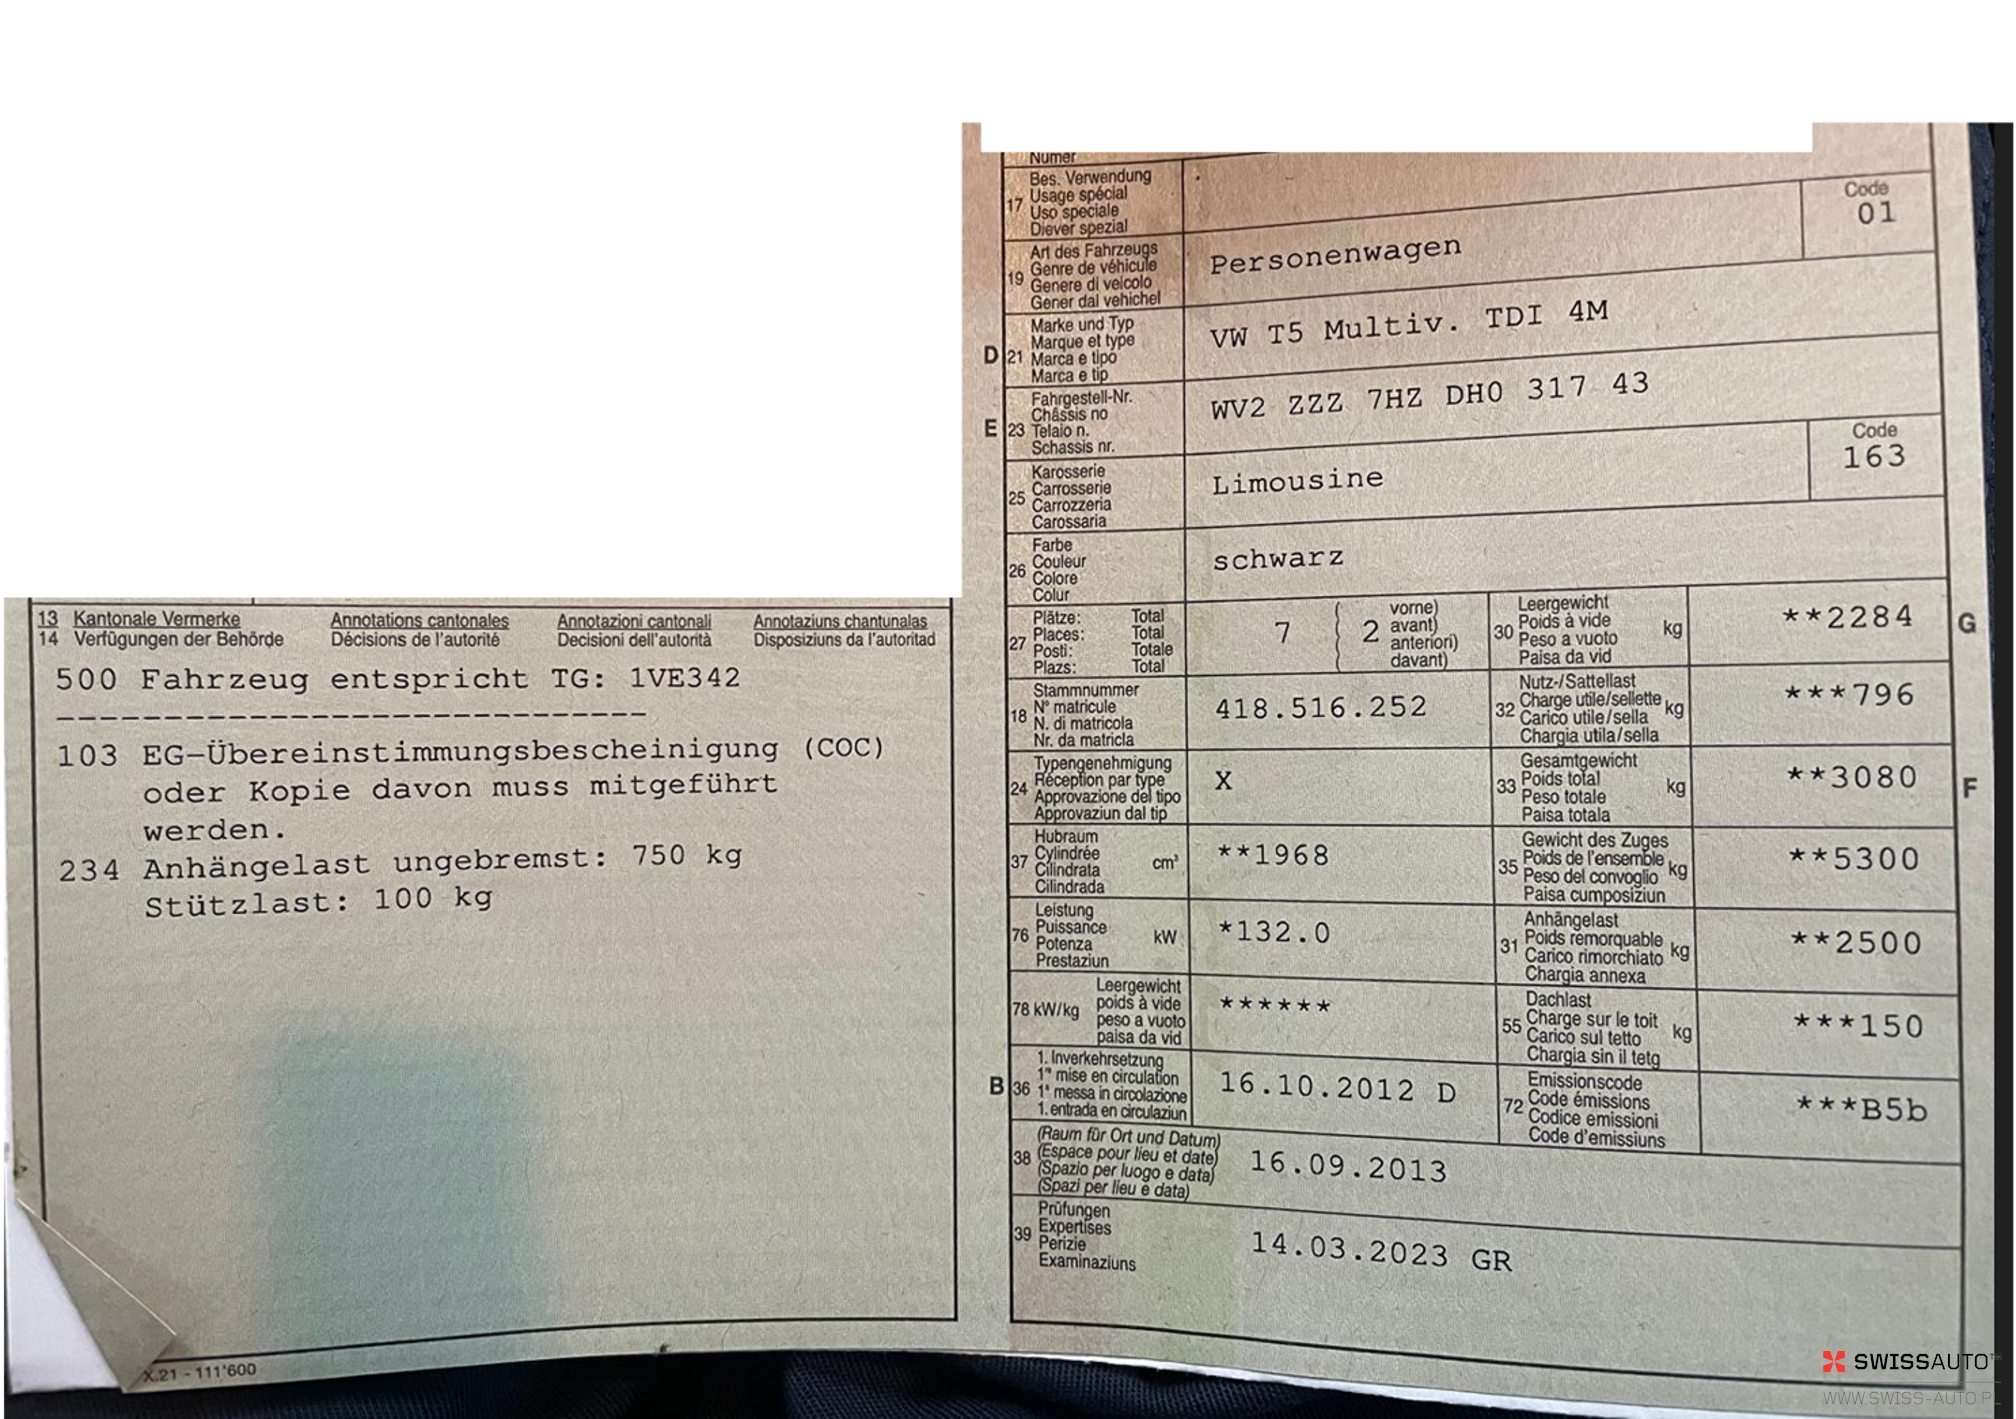 13 Kantonale Vermerke Annotations cantonales Annotazioni cantonali Annotaziuns chantunalas
14 Verfügungen der Behörde Décisions de l'autorité Decisioni dell'autorità Disposiziuns da l'autoritad
500 Fahrzeug entspricht TG: 1VE342
----------------------------
103 EG-Übereinstimmungsbescheinigung (COC)
oder Kopie davon muss mitgeführt
werden.
234 Anhängelast ungebremst: 750 kg
Stützlast: 100 kg
X.21 - 111'600
Numer
17
Bes. Verwendung
Usage spécial
Uso speciale
Diever spezial
19
Art des Fahrzeugs
Genre de véhicule
Genere di veicolo
Gener dal vehichel
Personenwagen
Code
01
D 21
Marke und Typ
Marque et type
Marca e tipo
Marca e tip
VW T5 Multiv. TDI 4M
E 23
Fahrgestell-Nr.
Châssis no
Telaio n.
Schassis nr.
WV2 ZZZ 7HZ DH0 317 43
25
Karosserie
Carrosserie
Carrozzeria
Carossaria
Limousine
Code
163
26
Farbe
Couleur
Colore
Colur
schwarz
27
Plätze: Total
Places: Total
Posti: Totale
Plazs: Total
7
2
vorne)
avant)
anteriori)
davant)
30
Leergewicht
Poids à vide
Peso a vuoto
Paisa da vid
kg
**2284
G
18
Stammnummer
N° matricule
N. di matricola
Nr. da matricla
418.516.252
32
Nutz-/Sattellast
Charge utile/sellette
Carico utile/sella
Chargia utila/sella
kg
***796
24
Typengenehmigung
Réception par type
Approvazione del tipo
Approvaziun dal tip
X
33
Gesamtgewicht
Poids total
Peso totale
Paisa totala
kg
**3080
F
37
Hubraum
Cylindrée
Cilindrata
Cilindrada
cm³
**1968
35
Gewicht des Zuges
Poids de l'ensemble
Peso del convoglio
Paisa cumposiziun
kg
**5300
76
Leistung
Puissance
Potenza
Prestaziun
kW
*132.0
31
Anhängelast
Poids remorquable
Carico rimorchiato
Chargia annexa
kg
**2500
78 kW/kg
Leergewicht
poids à vide
peso a vuoto
paisa da vid
******
55
Dachlast
Charge sur le toit
Carico sul tetto
Chargia sin il tetg
kg
***150
B 36
1. Inverkehrsetzung
1re mise en circulation
1a messa in circolazione
1. entrada en circulaziun
16.10.2012 D
72
Emissionscode
Code émissions
Codice emissioni
Code d'emissiuns
***B5b
38
(Raum für Ort und Datum)
(Espace pour lieu et date)
(Spazio per luogo e data)
(Spazi per lieu e data)
16.09.2013
39
Prüfungen
Expertises
Perizie
Examinaziuns
14.03.2023 GR
SWISSAUTO
WWW.SWISS-AUTO.PL